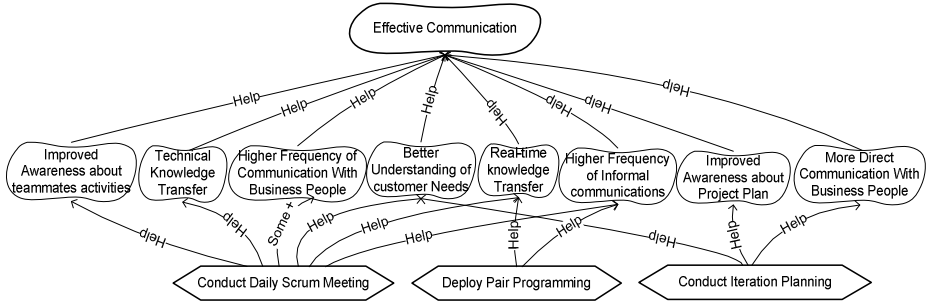 Effective Communication
Help
Help
Help
Help
Help
Help
Help
Help
Improved
Awareness about
teammates activities
Technical
Knowledge
Transfer
Higher Frequency of
Communication With
Business People
Better
Understanding of
customer Needs
Real-time
knowledge
Transfer
Higher Frequency
of Informal
communications
Improved
Awareness about
Project Plan
More Direct
Communication With
Business People
Help
Help
Some +
Help
Help
Help
Help
Help
Help
Help
Help
Conduct Daily Scrum Meeting
Deploy Pair Programming
Conduct Iteration Planning